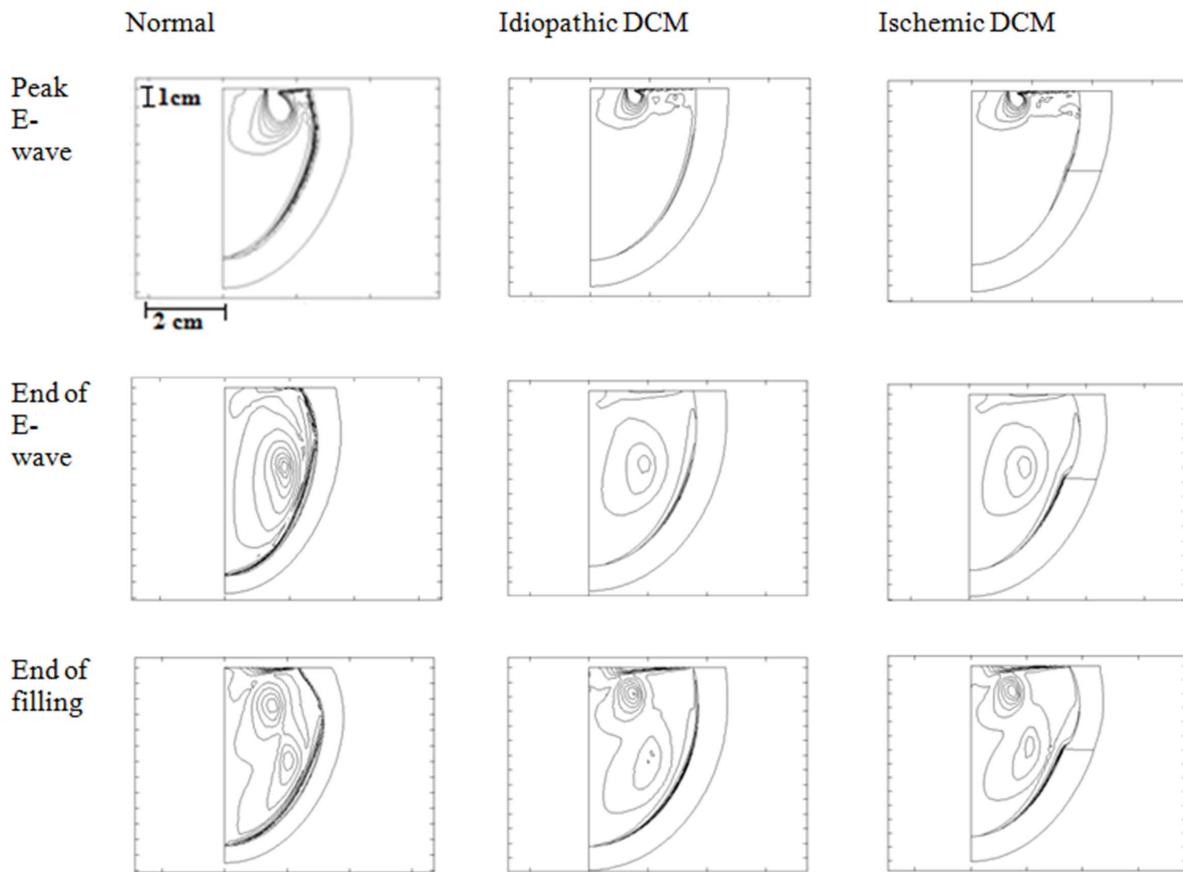 Normal
Idiopathic DCM
Ischemic DCM
Peak
E-
wave
1cm
2 cm
End of
E-
wave
End of
filling